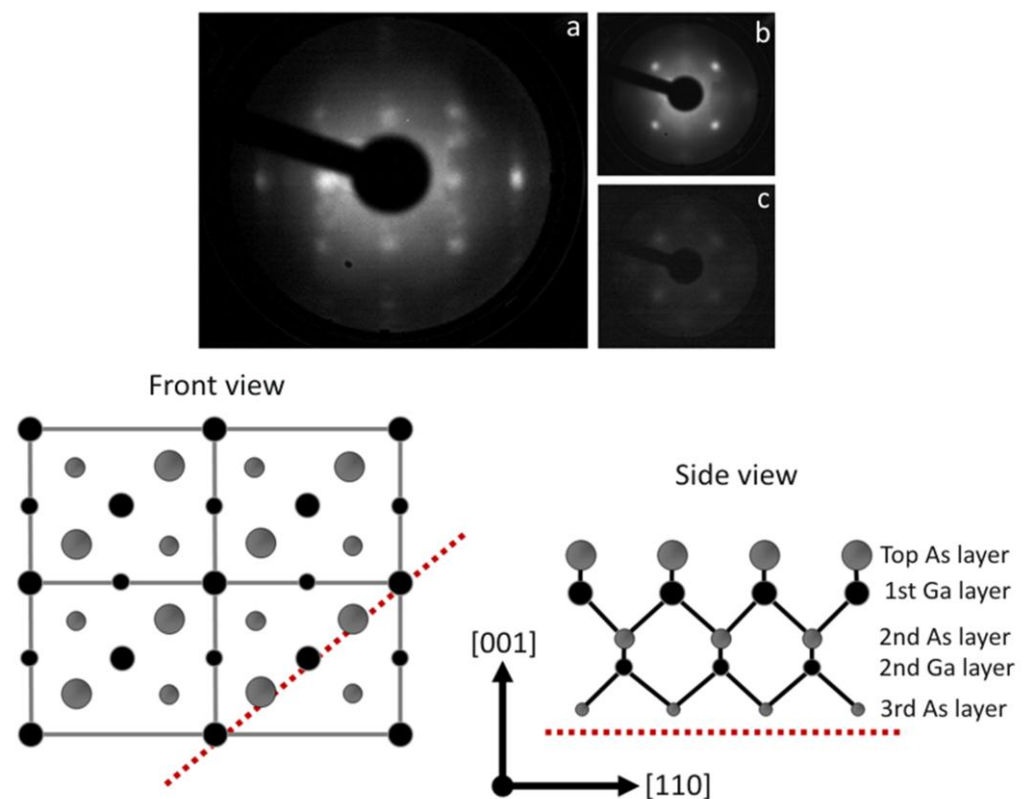 a
b
c
Front view
Side view
Top As layer
1st Ga layer
2nd As layer
2nd Ga layer
3rd As layer
[001]
[110]